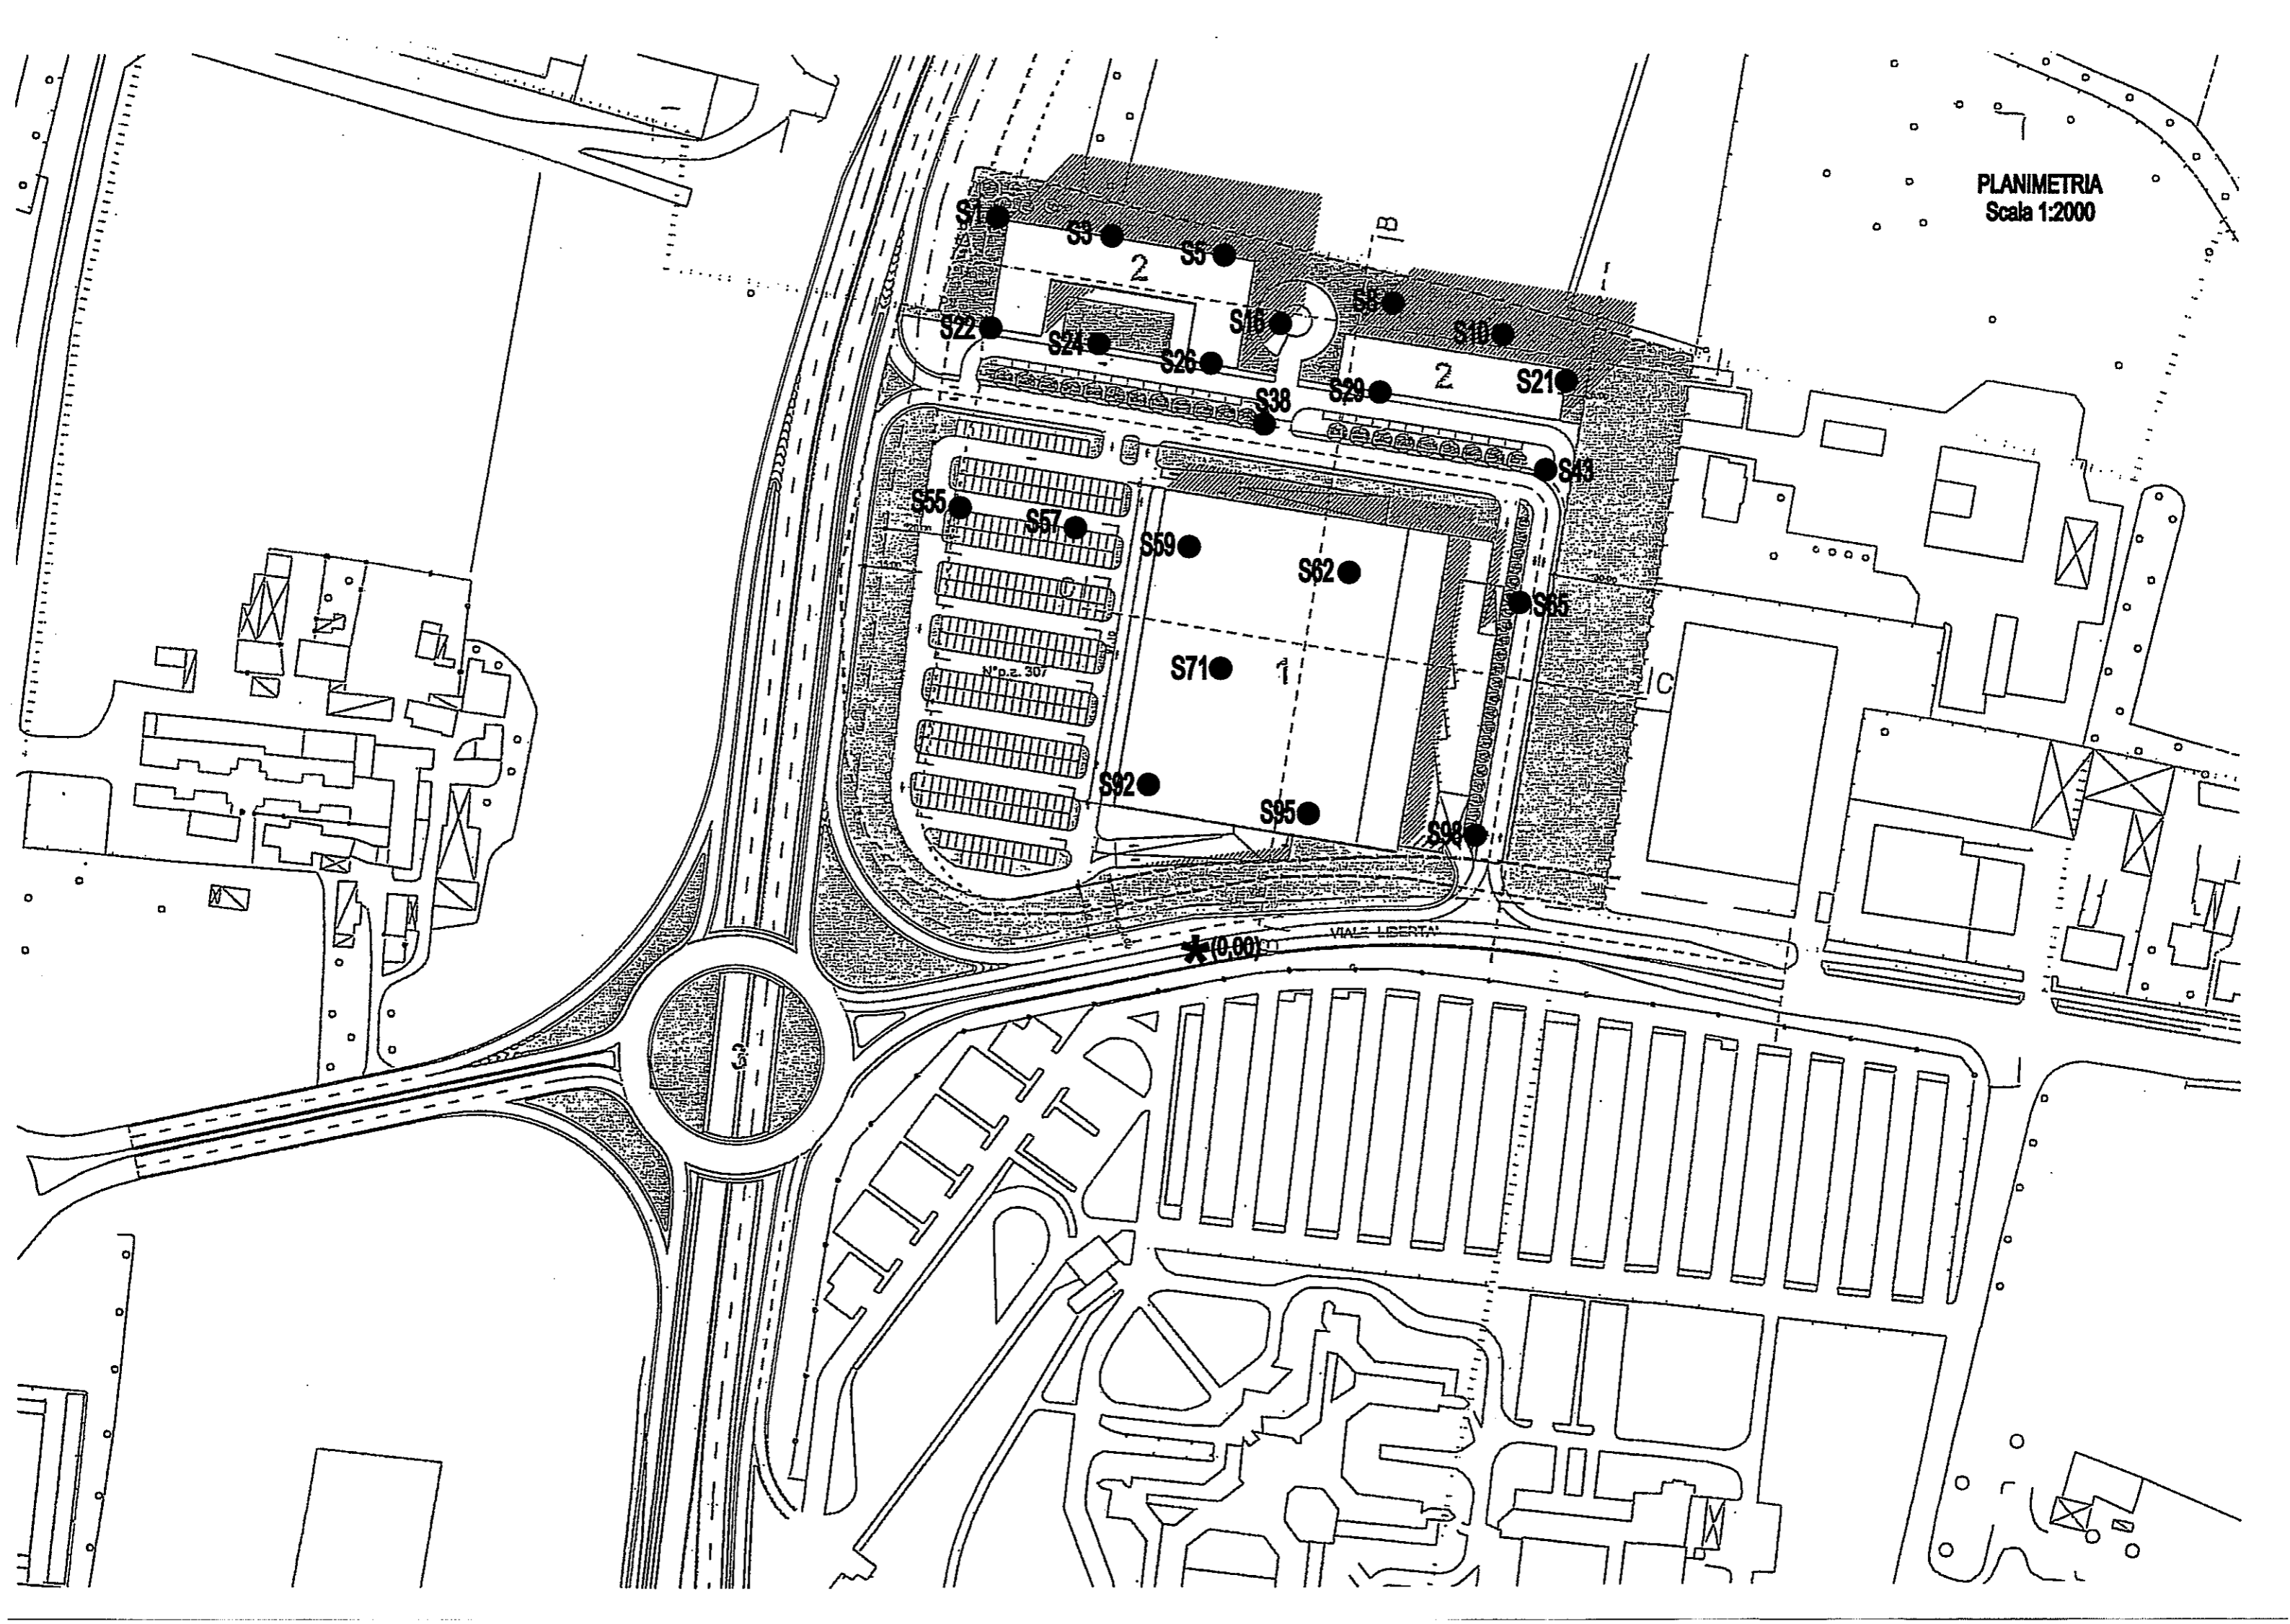 PLANIMETRIA
Scala 1:2000
B
S1
S3
S5
2
S8
S16
S10
S22
S24
S26
S29
2
S21
S38
S43
S55
S57
S59
S62
S65
C
N°p.z. 307
S71
1
C
S92
S95
S98
(0,00)
VIALE LIBERTA'